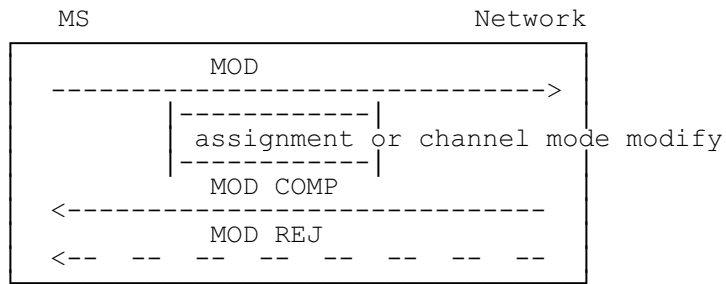 MS Network
MOD
assignment or channel mode modify
MOD COMP
MOD REJ